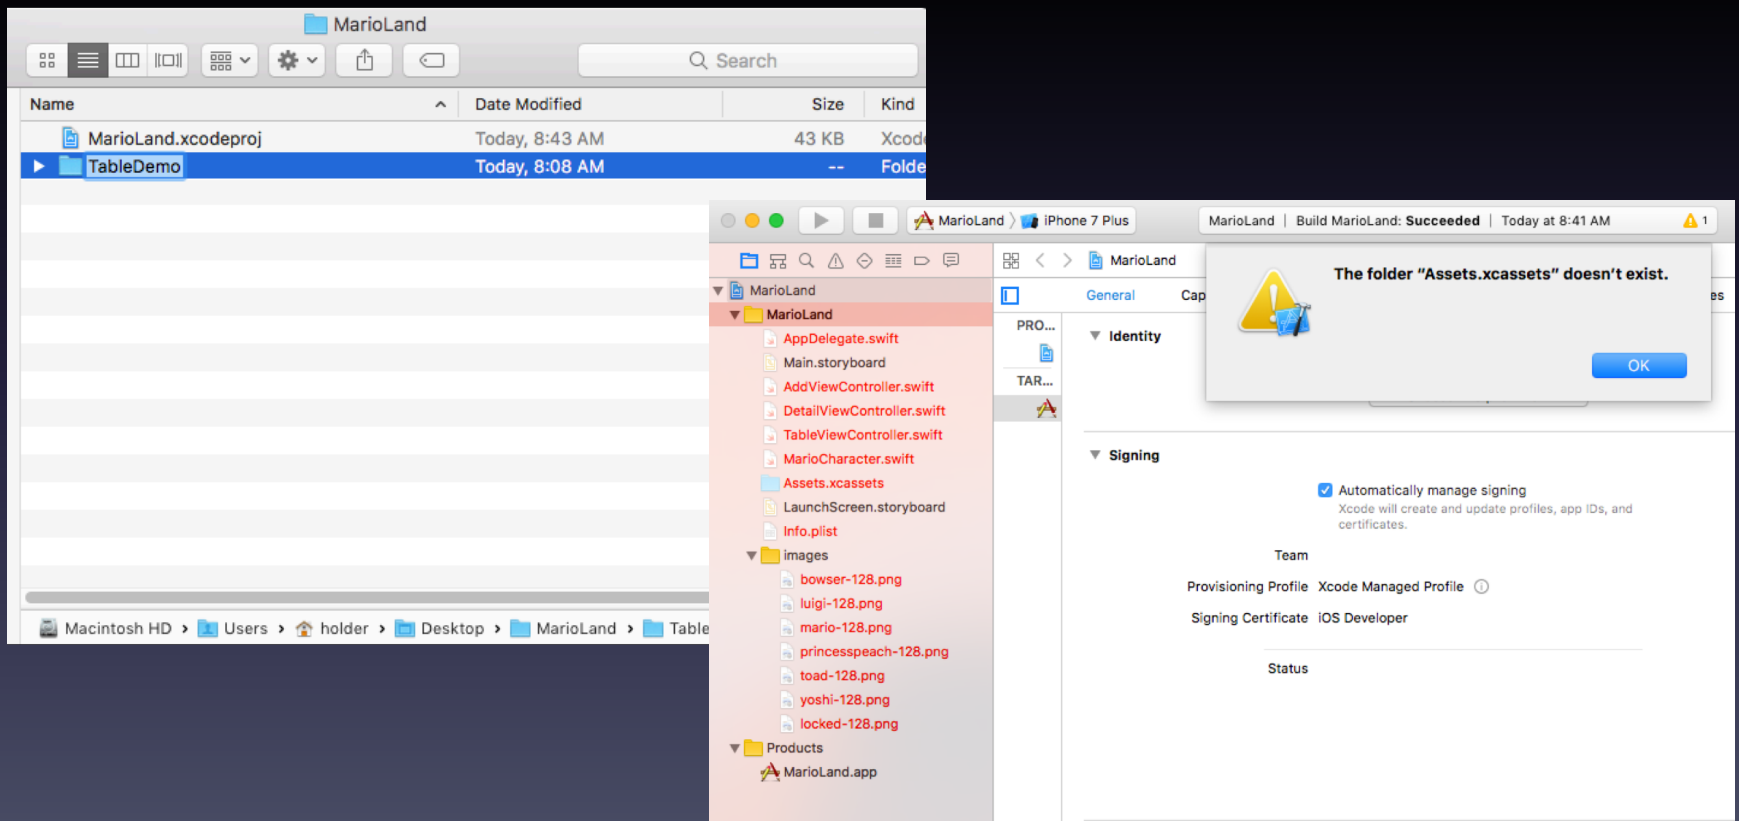 MarioLand
Search
Name Date Modified Size Kind
MarioLand.xcodeproj Today, 8:43 AM 43 KB Xcod
TableDemo Today, 8:08 AM -- Folde
Macintosh HD › Users › holder › Desktop › MarioLand › Table
MarioLand 〉 iPhone 7 Plus
MarioLand | Build MarioLand: Succeeded | Today at 8:41 AM 1
MarioLand
General Cap es
The folder “Assets.xcassets” doesn’t exist.
OK
MarioLand
MarioLand
AppDelegate.swift
Main.storyboard
AddViewController.swift
DetailViewController.swift
TableViewController.swift
MarioCharacter.swift
Assets.xcassets
LaunchScreen.storyboard
Info.plist
images
bowser-128.png
luigi-128.png
mario-128.png
princesspeach-128.png
toad-128.png
yoshi-128.png
locked-128.png
Products
MarioLand.app
PRO...
TAR...
Identity
Signing
Automatically manage signing
Xcode will create and update profiles, app IDs, and
certificates.
Team
Provisioning Profile Xcode Managed Profile
Signing Certificate iOS Developer
Status